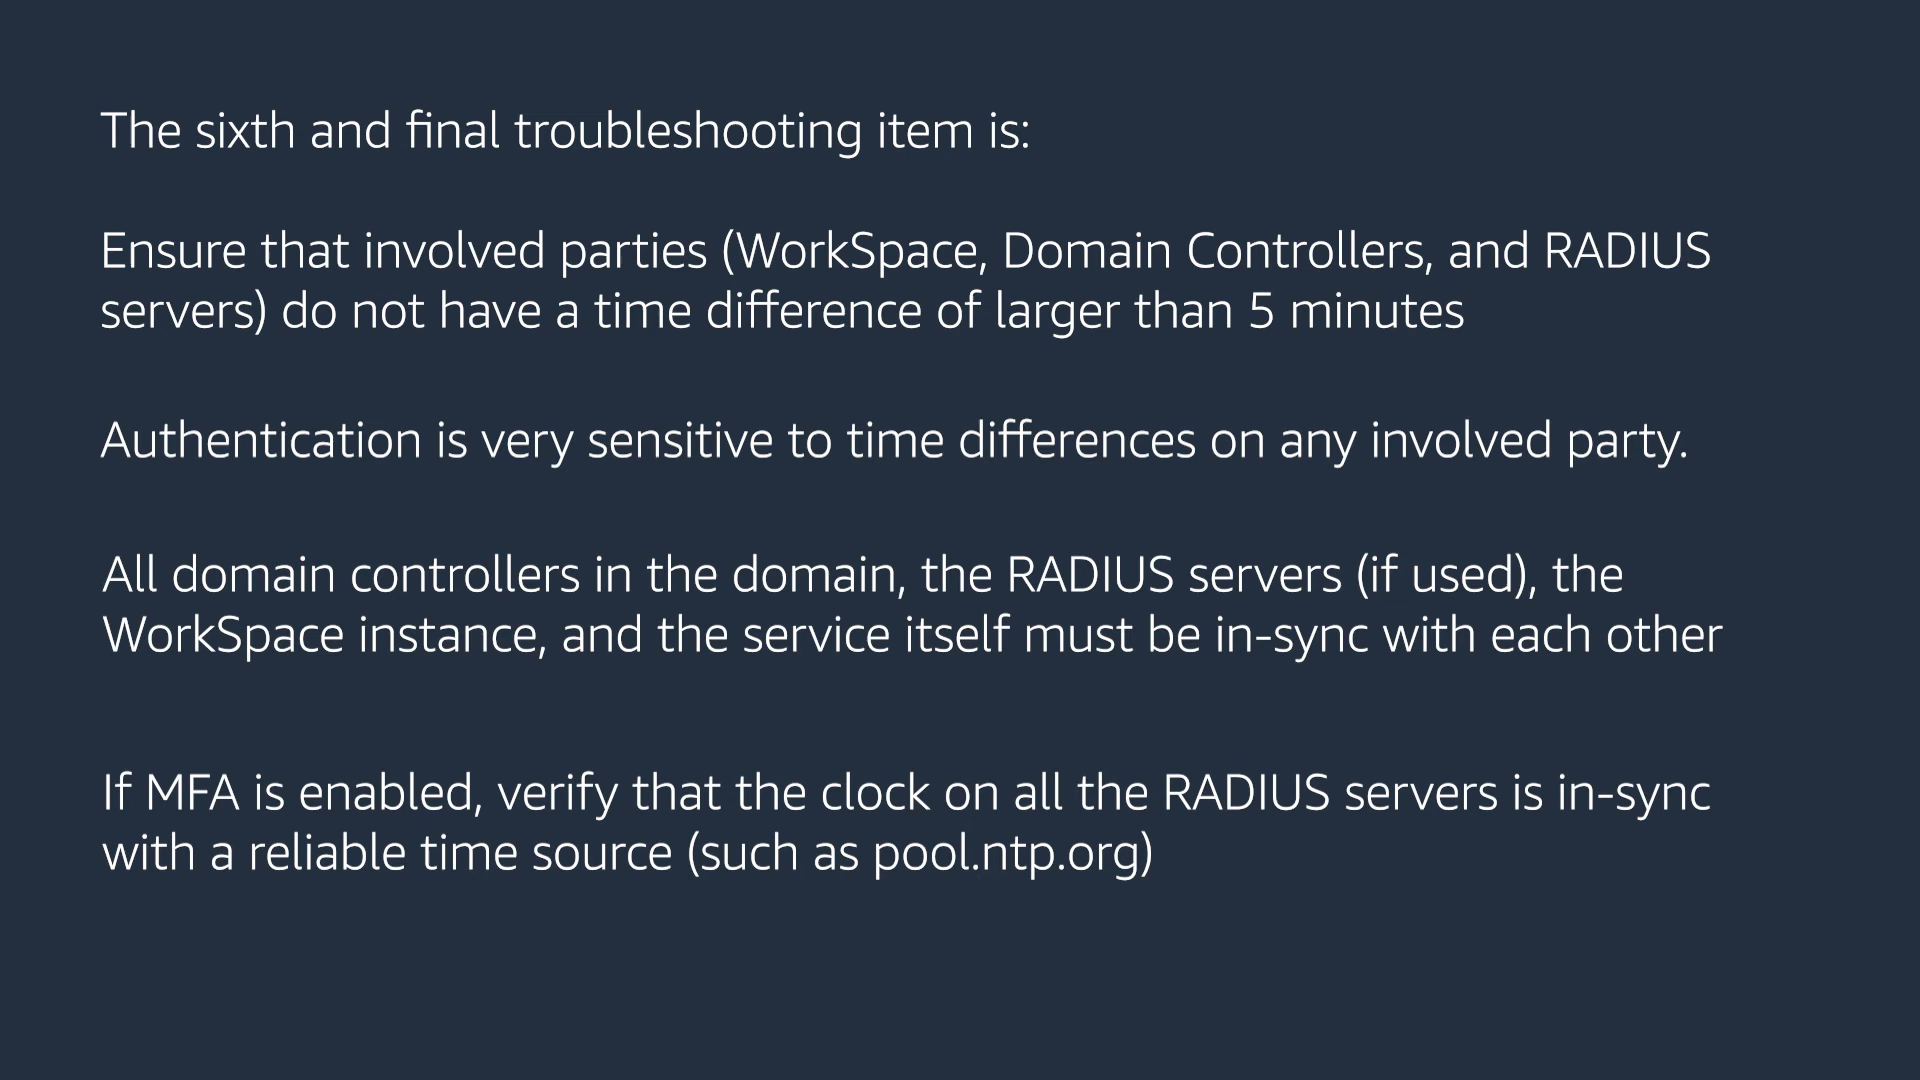 The sixth and final troubleshooting item is:
Ensure that involved parties (WorkSpace, Domain Controllers, and RADIUS
servers) do not have a time difference of larger than 5 minutes
Authentication is very sensitive to time differences on any involved party.
All domain controllers in the domain, the RADIUS servers (if used), the
WorkSpace instance, and the service itself must be in-sync with each other
If MFA is enabled, verify that the clock on all the RADIUS servers is in-sync
with a reliable time source (such as pool.ntp.org)